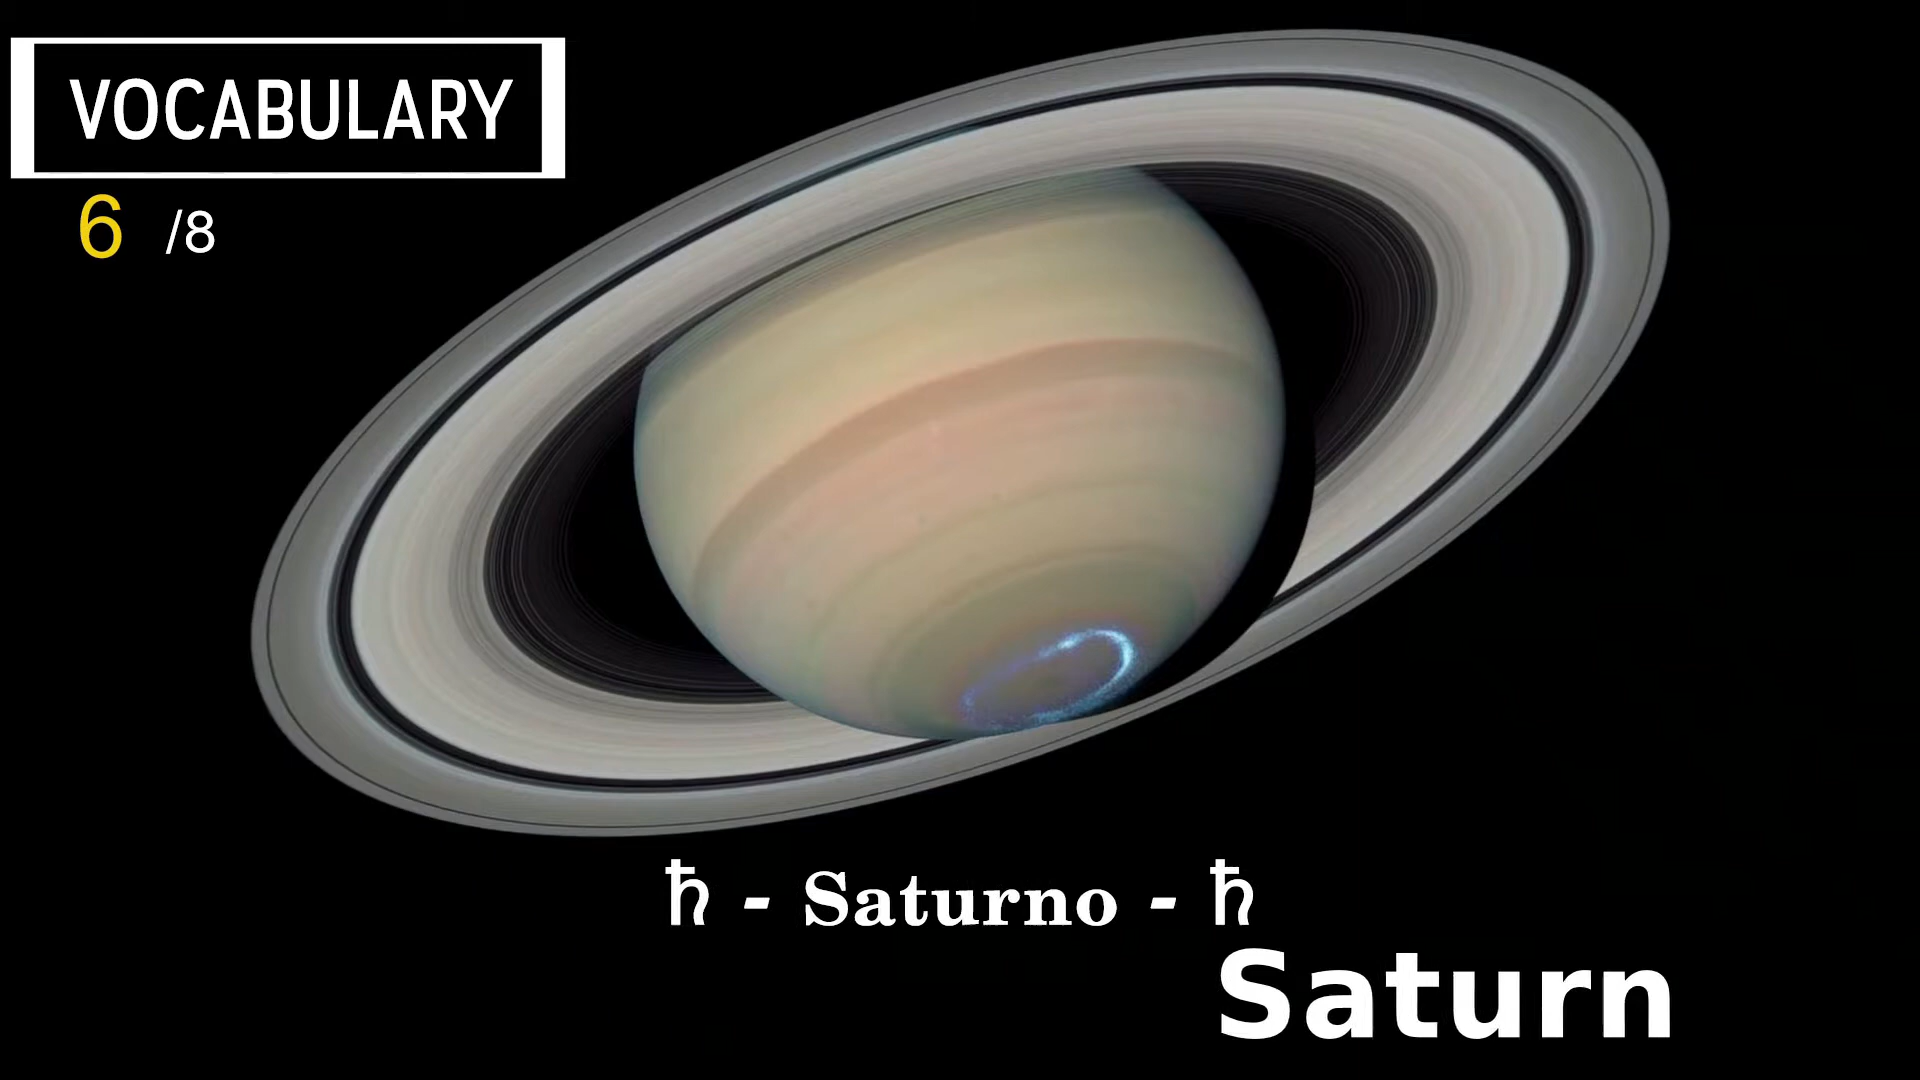 VOCABULARY
6 /8
ħ - Saturno - ħ
Saturn